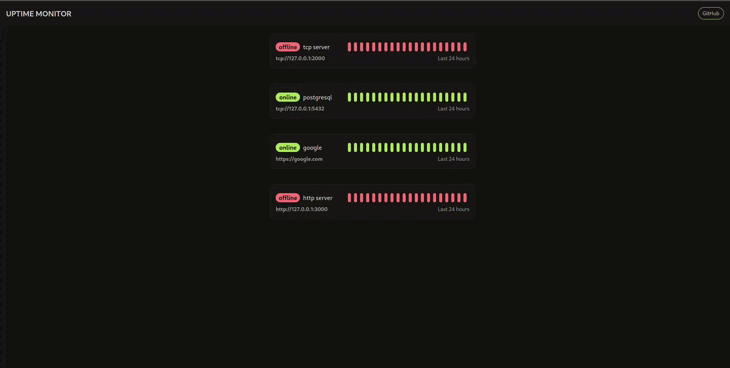 UPTIME MONITOR
GitHub
offline tcp server
tcp://127.0.0.1:2000 Last 24 hours
online postgresql
tcp://127.0.0.1:5432 Last 24 hours
online google
https://google.com Last 24 hours
offline http server
http://127.0.0.1:3000 Last 24 hours